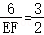 6/EF = 3/2